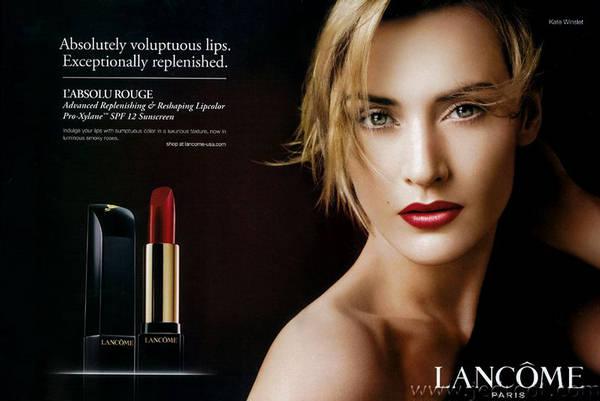 Kate Winslet
Absolutely voluptuous lips.
Exceptionally replenished.
L'ABSOLU ROUGE
Advanced Replenishing & Reshaping Lipcolor
Pro-Xylane™ SPF 12 Sunscreen
Indulge your lips with sumptuous color in a luxurious texture, now in
luminous smoky roses.
shop at lancome-usa.com
LANCÔME
LANCÔME
LANCÔME
PARIS